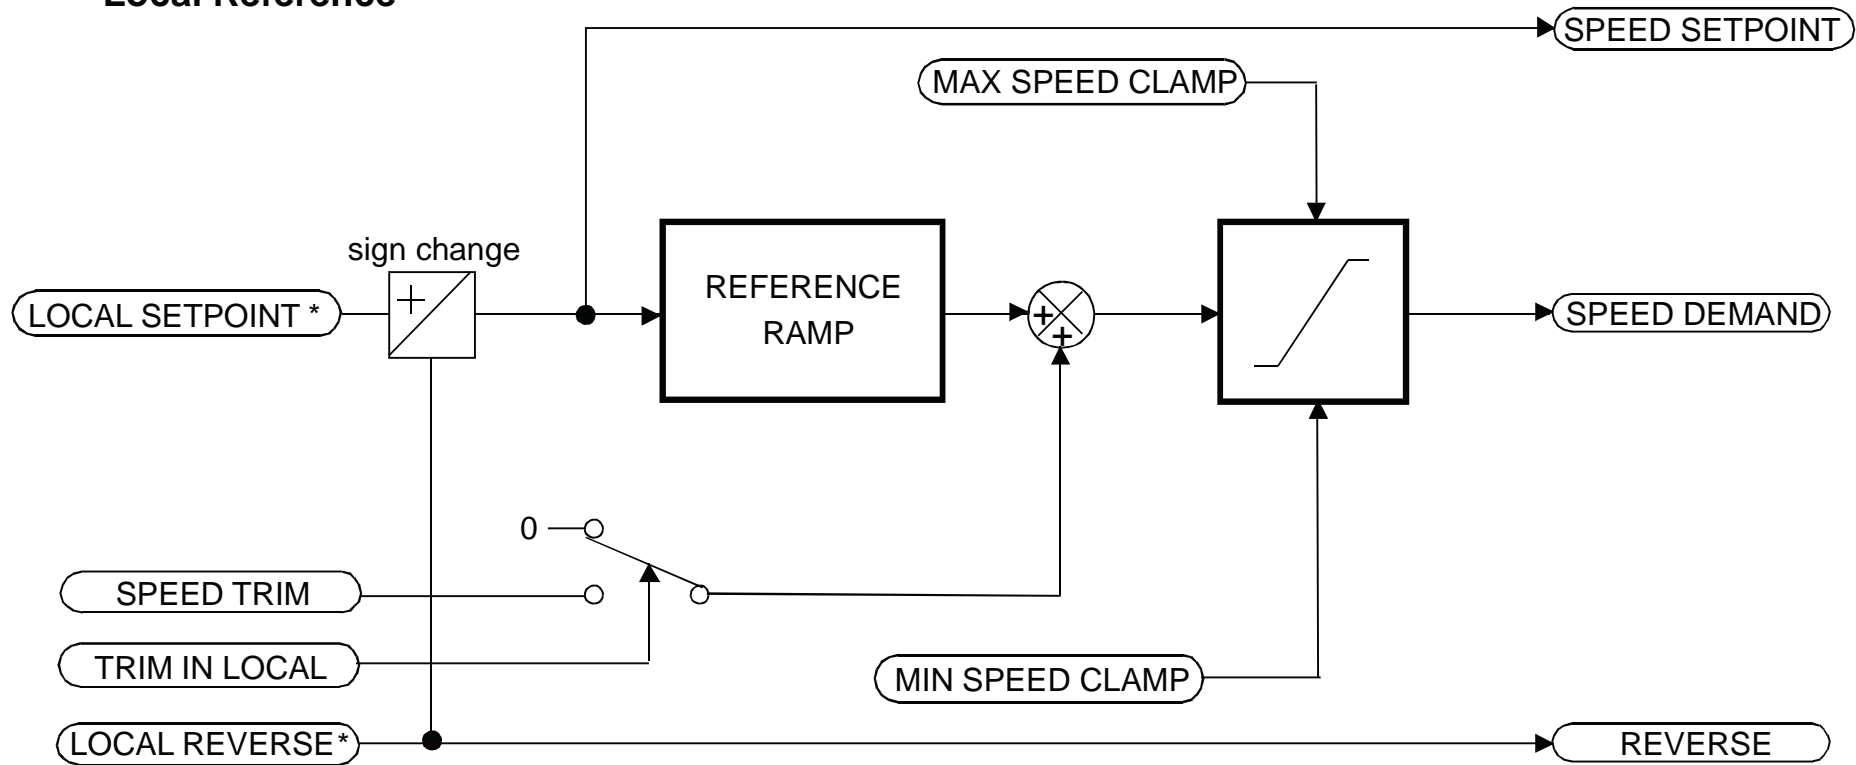 Local Reference
SPEED SETPOINT
MAX SPEED CLAMP
sign change
LOCAL SETPOINT *
+
REFERENCE
RAMP
+
+
SPEED DEMAND
0
SPEED TRIM
TRIM IN LOCAL
MIN SPEED CLAMP
LOCAL REVERSE *
REVERSE